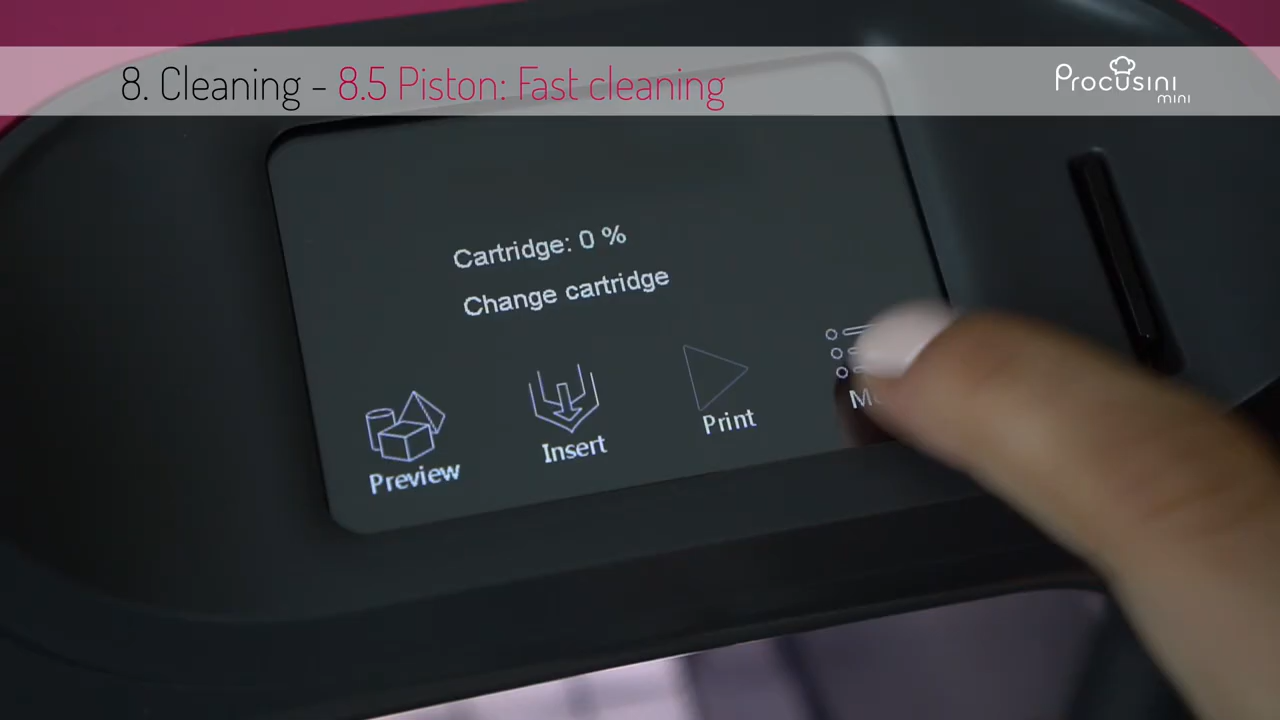 8. Cleaning - 8.5 Piston: Fast cleaning
Procusini
mini
Cartridge: 0 %
Change cartridge
Preview
Insert
Print